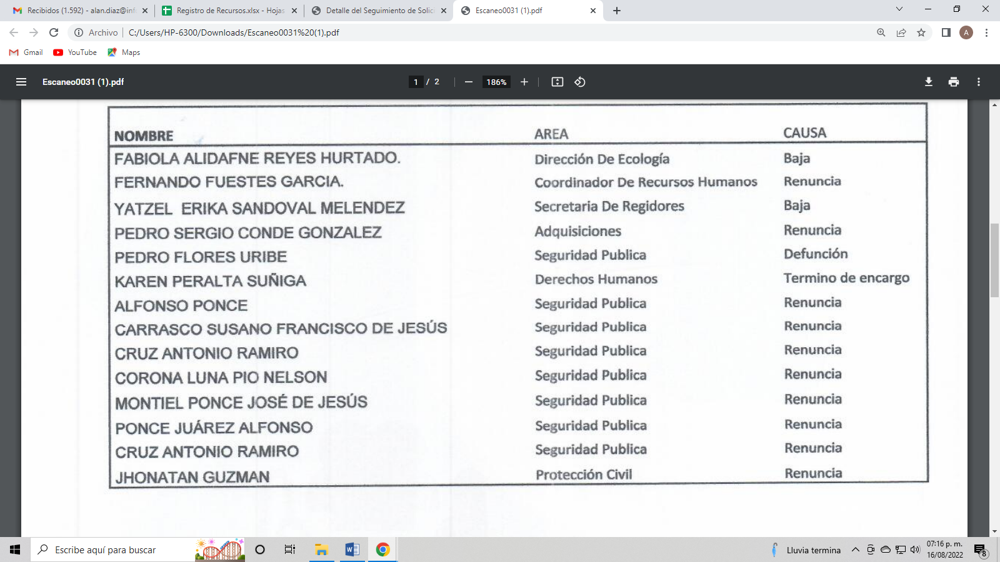 Recibidos (1.592) - alan.diaz@inf
Registro de Recursos.xlsx - Hojas
Detalle del Seguimiento de Solici
Escaneo0031 (1).pdf
Archivo C:/Users/HP-6300/Downloads/Escaneo0031%20(1).pdf
A
Gmail YouTube Maps
Escaneo0031 (1).pdf 1 / 2 186%
NOMBRE AREA CAUSA
FABIOLA ALIDAFNE REYES HURTADO. Dirección De Ecología Baja
FERNANDO FUESTES GARCIA. Coordinador De Recursos Humanos Renuncia
YATZEL ERIKA SANDOVAL MELENDEZ Secretaria De Regidores Baja
PEDRO SERGIO CONDE GONZALEZ Adquisiciones Renuncia
PEDRO FLORES URIBE Seguridad Publica Defunción
KAREN PERALTA SUÑIGA Derechos Humanos Termino de encargo
ALFONSO PONCE Seguridad Publica Renuncia
CARRASCO SUSANO FRANCISCO DE JESÚS Seguridad Publica Renuncia
CRUZ ANTONIO RAMIRO Seguridad Publica Renuncia
CORONA LUNA PIO NELSON Seguridad Publica Renuncia
MONTIEL PONCE JOSÉ DE JESÚS Seguridad Publica Renuncia
PONCE JUÁREZ ALFONSO Seguridad Publica Renuncia
CRUZ ANTONIO RAMIRO Seguridad Publica Renuncia
JHONATAN GUZMAN Protección Civil Renuncia
Escribe aquí para buscar
Lluvia termina
07:16 p. m.
16/08/2022
8